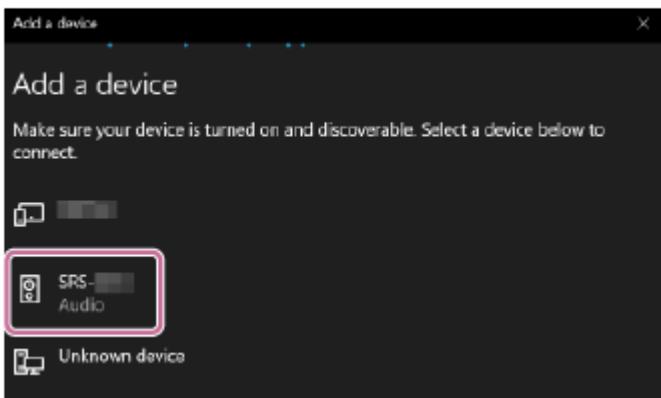 Add a device
Add a device
Make sure your device is turned on and discoverable. Select a device below to
connect.
SRS-
Audio
Unknown device